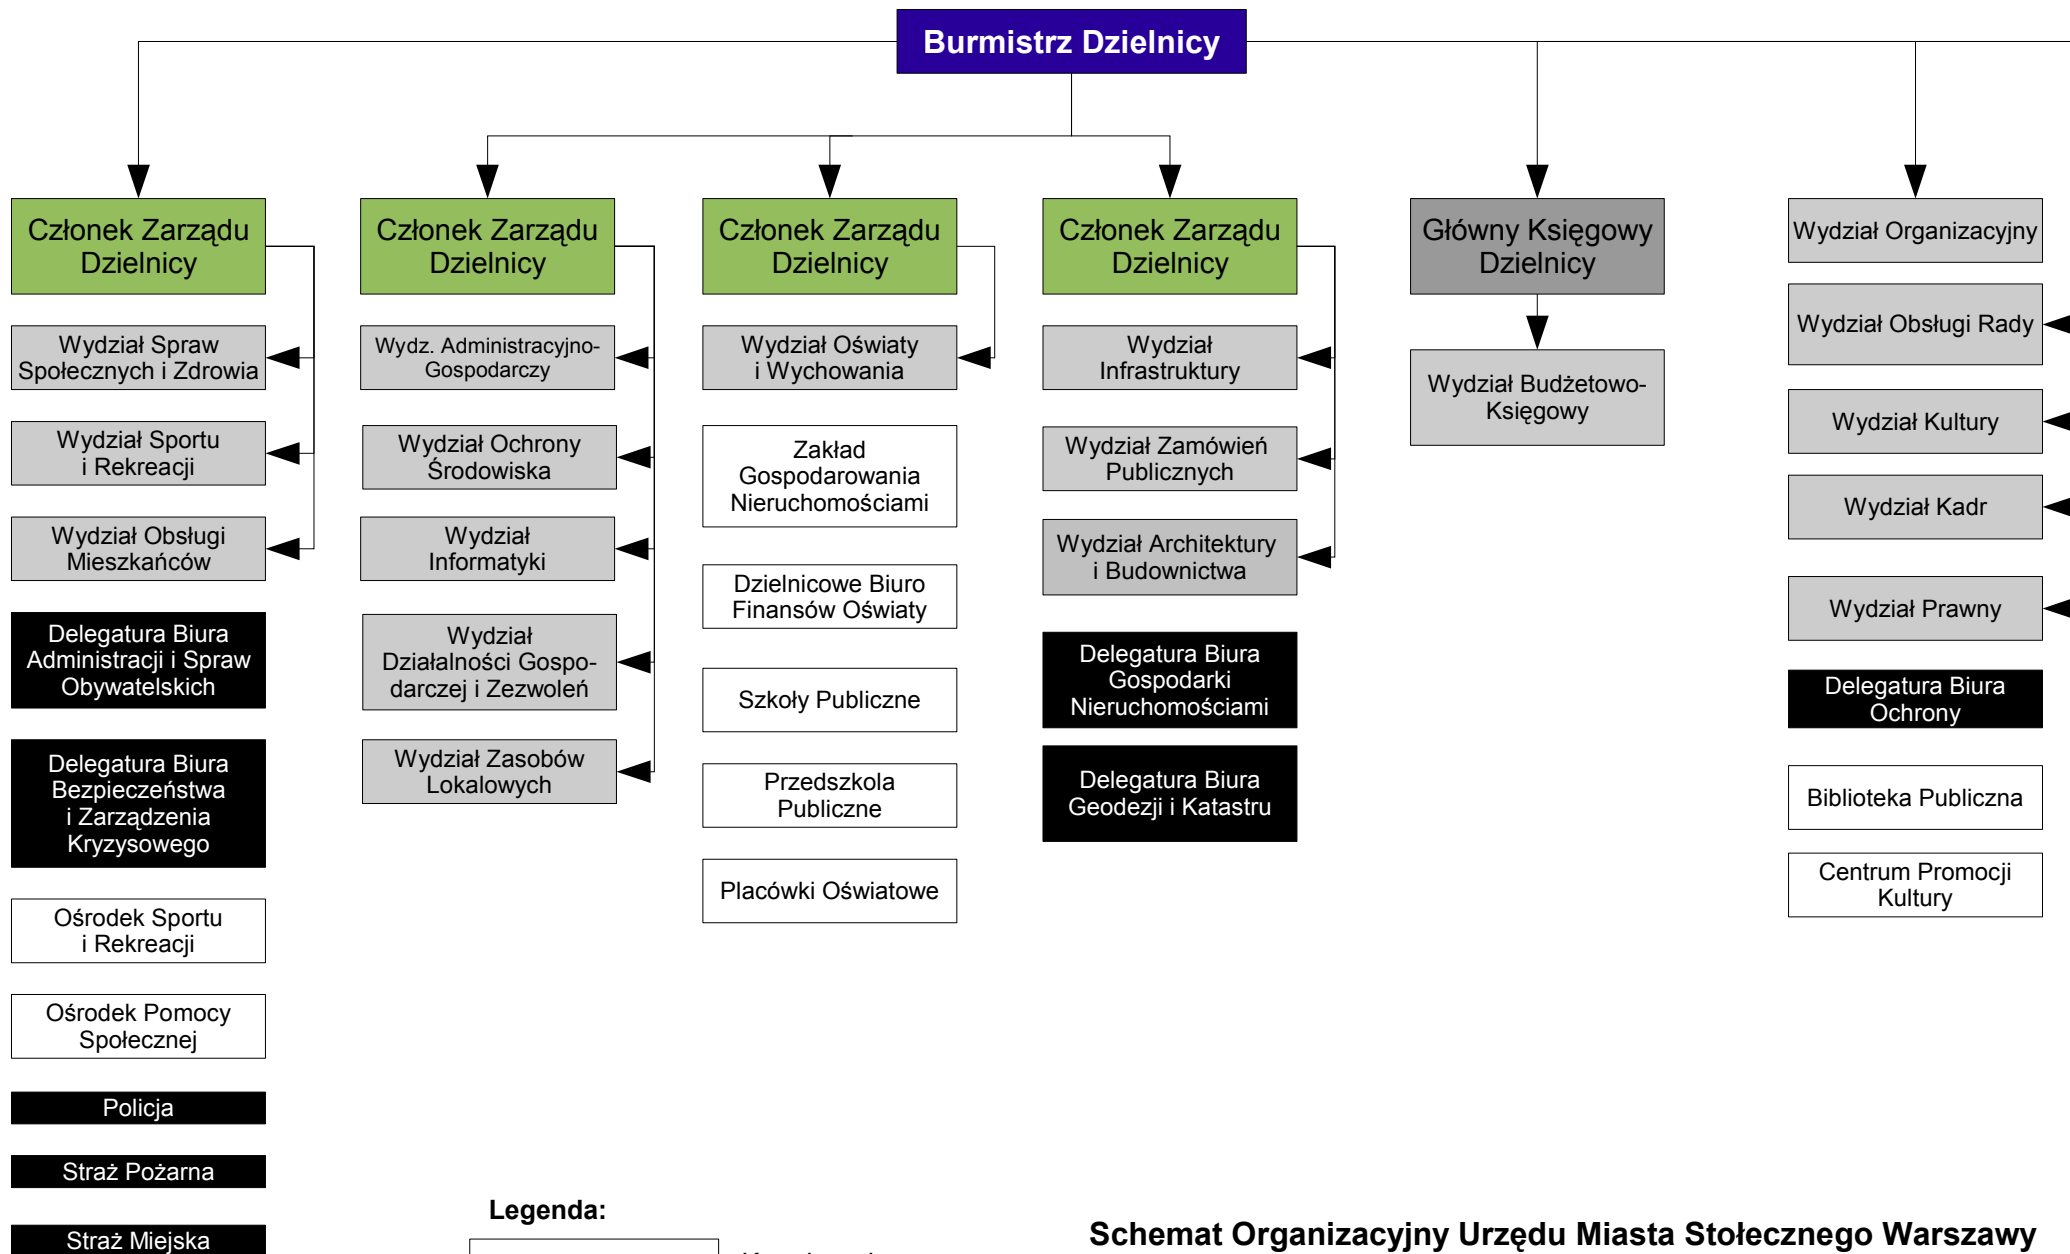 Burmistrz Dzielnicy
Członek Zarządu
Dzielnicy
Wydział Spraw
Społecznych i Zdrowia
Wydział Sportu
i Rekreacji
Wydział Obsługi
Mieszkańców
Delegatura Biura
Administracji i Spraw
Obywatelskich
Delegatura Biura
Bezpieczeństwa
i Zarządzenia
Kryzysowego
Ośrodek Sportu
i Rekreacji
Ośrodek Pomocy
Społecznej
Policja
Straż Pożarna
Straż Miejska
Członek Zarządu
Dzielnicy
Wydz. Administracyjno-
Gospodarczy
Wydział Ochrony
Środowiska
Wydział
Informatyki
Wydział
Działalności Gospo-
darczej i Zezwoleń
Wydział Zasobów
Lokalowych
Członek Zarządu
Dzielnicy
Wydział Oświaty
i Wychowania
Zakład
Gospodarowania
Nieruchomościami
Dzielnicowe Biuro
Finansów Oświaty
Szkoły Publiczne
Przedszkola
Publiczne
Placówki Oświatowe
Członek Zarządu
Dzielnicy
Wydział
Infrastruktury
Wydział Zamówień
Publicznych
Wydział Architektury
i Budownictwa
Delegatura Biura
Gospodarki
Nieruchomościami
Delegatura Biura
Geodezji i Katastru
Główny Księgowy
Dzielnicy
Wydział Budżetowo-
Księgowy
Wydział Organizacyjny
Wydział Obsługi Rady
Wydział Kultury
Wydział Kadr
Wydział Prawny
Delegatura Biura
Ochrony
Biblioteka Publiczna
Centrum Promocji
Kultury
Legenda:
Schemat Organizacyjny Urzędu Miasta Stołecznego Warszawy